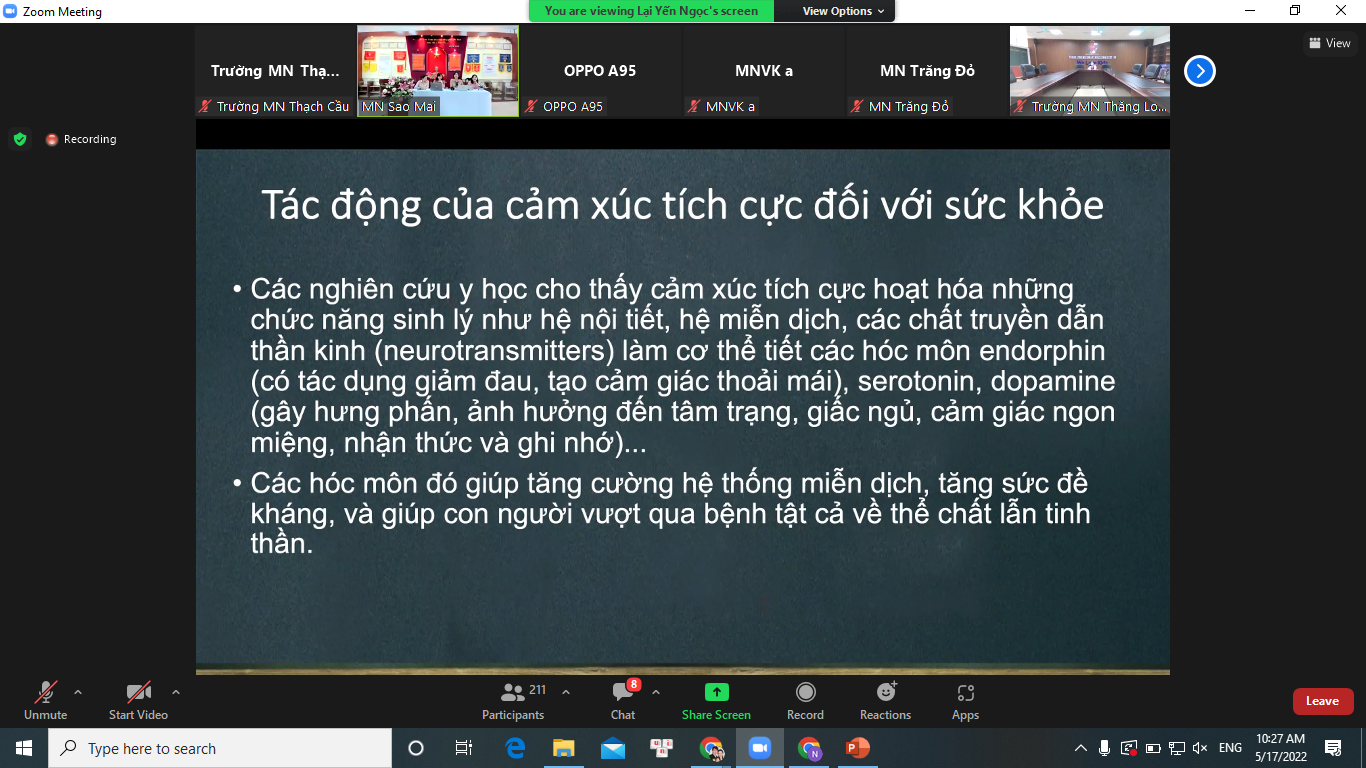 Zoom Meeting
You are viewing Lại Yến Ngọc's screen
View Options
View
Trường MN Thạ...
OPPO A95
MNVK a
MN Trăng Đỏ
Trường MN Thạch Cầu
MN Sao Mai
OPPO A95
MNVK a
MN Trăng Đỏ
Trường MN Thăng Lo...
Recording
Tác động của cảm xúc tích cực đối với sức khỏe
• Các nghiên cứu y học cho thấy cảm xúc tích cực hoạt hóa những
chức năng sinh lý như hệ nội tiết, hệ miễn dịch, các chất truyền dẫn
thần kinh (neurotransmitters) làm cơ thể tiết các hóc môn endorphin
(có tác dụng giảm đau, tạo cảm giác thoải mái), serotonin, dopamine
(gây hưng phấn, ảnh hưởng đến tâm trạng, giấc ngủ, cảm giác ngon
miệng, nhận thức và ghi nhớ)...
• Các hóc môn đó giúp tăng cường hệ thống miễn dịch, tăng sức đề
kháng, và giúp con người vượt qua bệnh tật cả về thể chất lẫn tinh
thần.
211
8
Unmute
Start Video
Participants
Chat
Share Screen
Record
Reactions
Apps
Leave
Type here to search
ENG
10:27 AM
5/17/2022